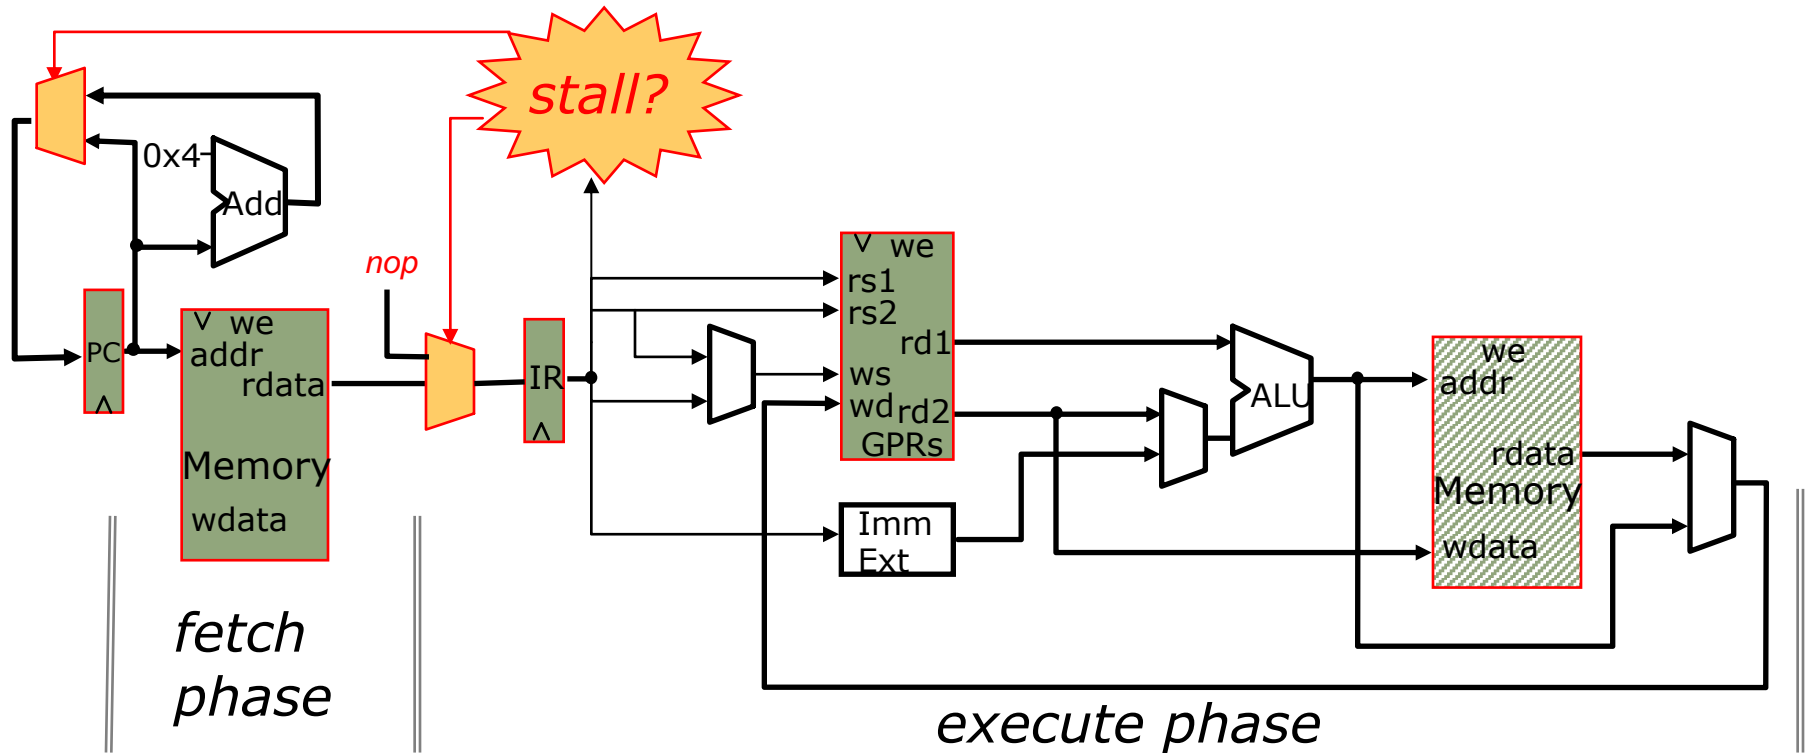 stall?
0x4
Add
nop
PC
we
addr
rdata
Memory
wdata
IR
we
rs1
rs2
rd1
ws
wd
rd2
GPRs
Imm
Ext
ALU
we
addr
rdata
Memory
wdata
fetch
phase
execute phase